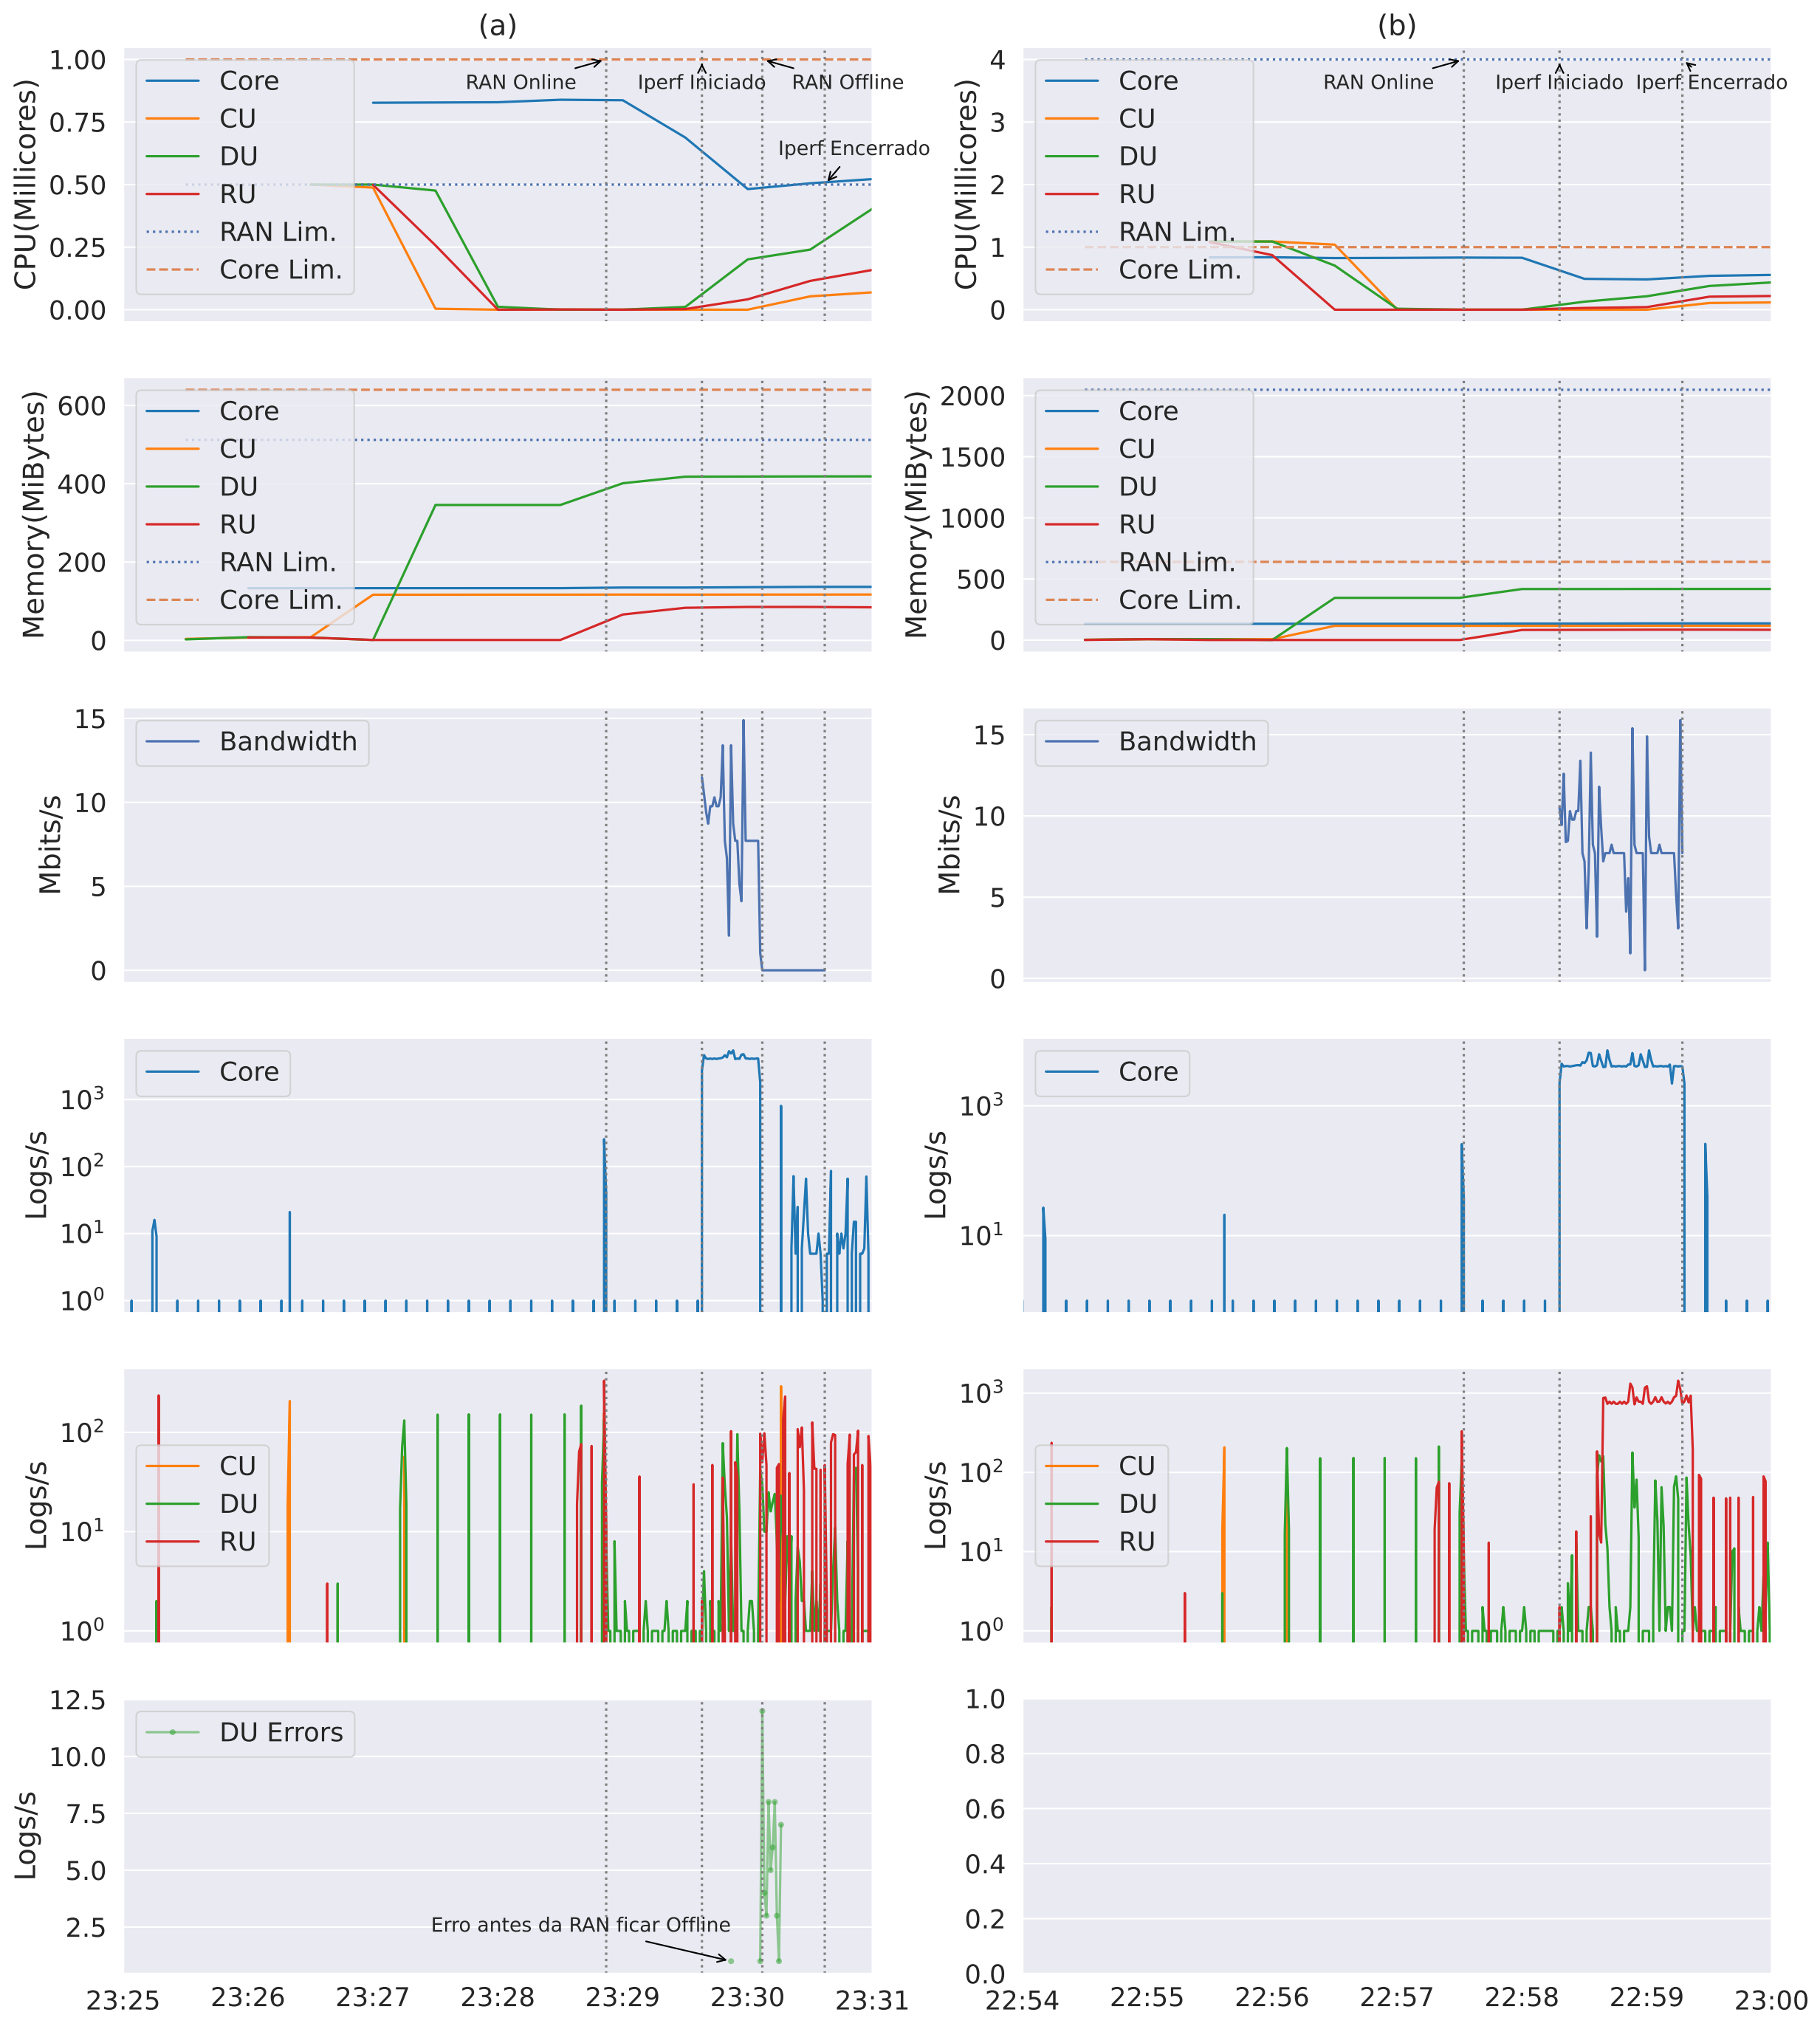 (a)
CPU(Millicores)
1.00
0.75
0.50
0.25
0.00
Core
CU
DU
RU
RAN Lim.
Core Lim.
RAN Online
Iperf Iniciado
RAN Offline
Iperf Encerrado
(b)
CPU(Millicores)
4
3
2
1
0
Core
CU
DU
RU
RAN Lim.
Core Lim.
RAN Online
Iperf Iniciado
Iperf Encerrado
Memory(MiBytes)
600
400
200
0
Core
CU
DU
RU
RAN Lim.
Core Lim.
Memory(MiBytes)
2000
1500
1000
500
0
Core
CU
DU
RU
RAN Lim.
Core Lim.
Mbits/s
15
10
5
0
Bandwidth
Mbits/s
15
10
5
0
Bandwidth
Logs/s
10³
10²
10¹
10⁰
Core
Logs/s
10³
10¹
Core
Logs/s
10²
10¹
10⁰
CU
DU
RU
Logs/s
10³
10²
10¹
10⁰
CU
DU
RU
Logs/s
12.5
10.0
7.5
5.0
2.5
DU Errors
Erro antes da RAN ficar Offline
23:25 23:26 23:27 23:28 23:29 23:30 23:31
1.0
0.8
0.6
0.4
0.2
0.0
22:54 22:55 22:56 22:57 22:58 22:59 23:00